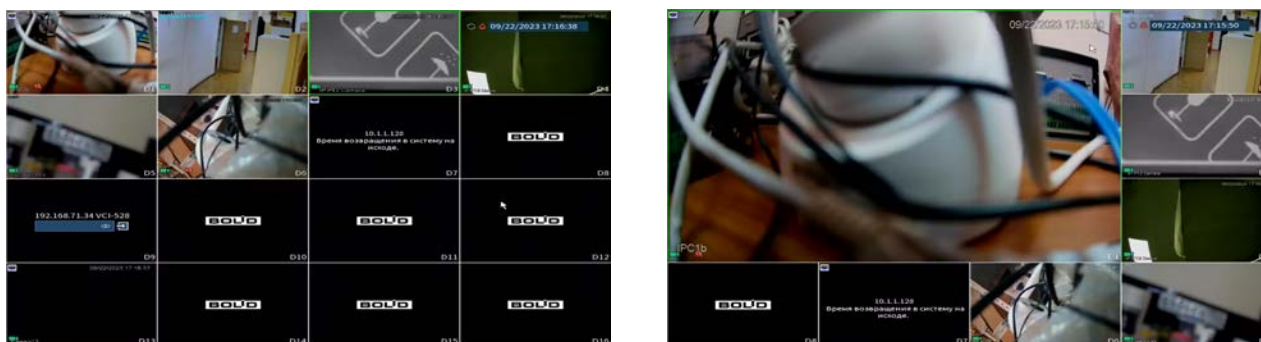 D1
D2
D3
09/22/2023 17:16:38
D4
D5
D6
10.1.1.120
Время возвращения в систему на
исходе.
D7
BOLID
D8
192.168.71.34 VCI-528
D9
BOLID
D10
BOLID
D11
BOLID
D12
D13
BOLID
D14
BOLID
D15
BOLID
D16
09/22/2023 17:15:50
IPC1b
09/22/2023 17:15:50
BOLID
D8
10.1.1.120
Время возвращения в систему на
исходе.
D7
D6